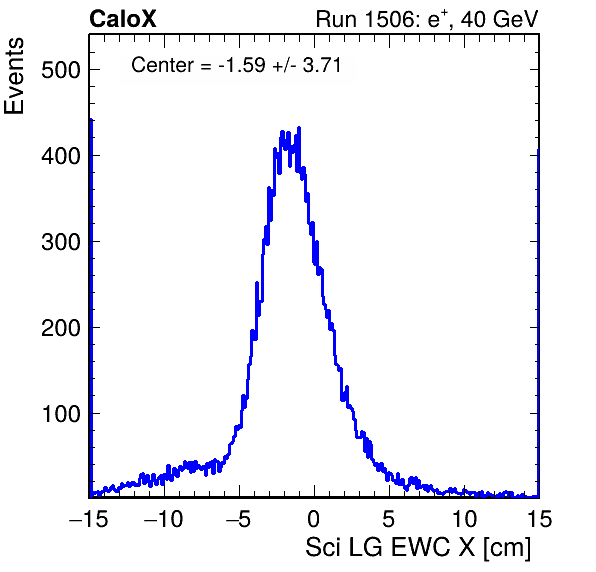 CaloX Run 1506: e⁺, 40 GeV
Center = -1.59 +/- 3.71
Events
500
400
300
200
100
−15 −10 −5 0 5 10 15
Sci LG EWC X [cm]